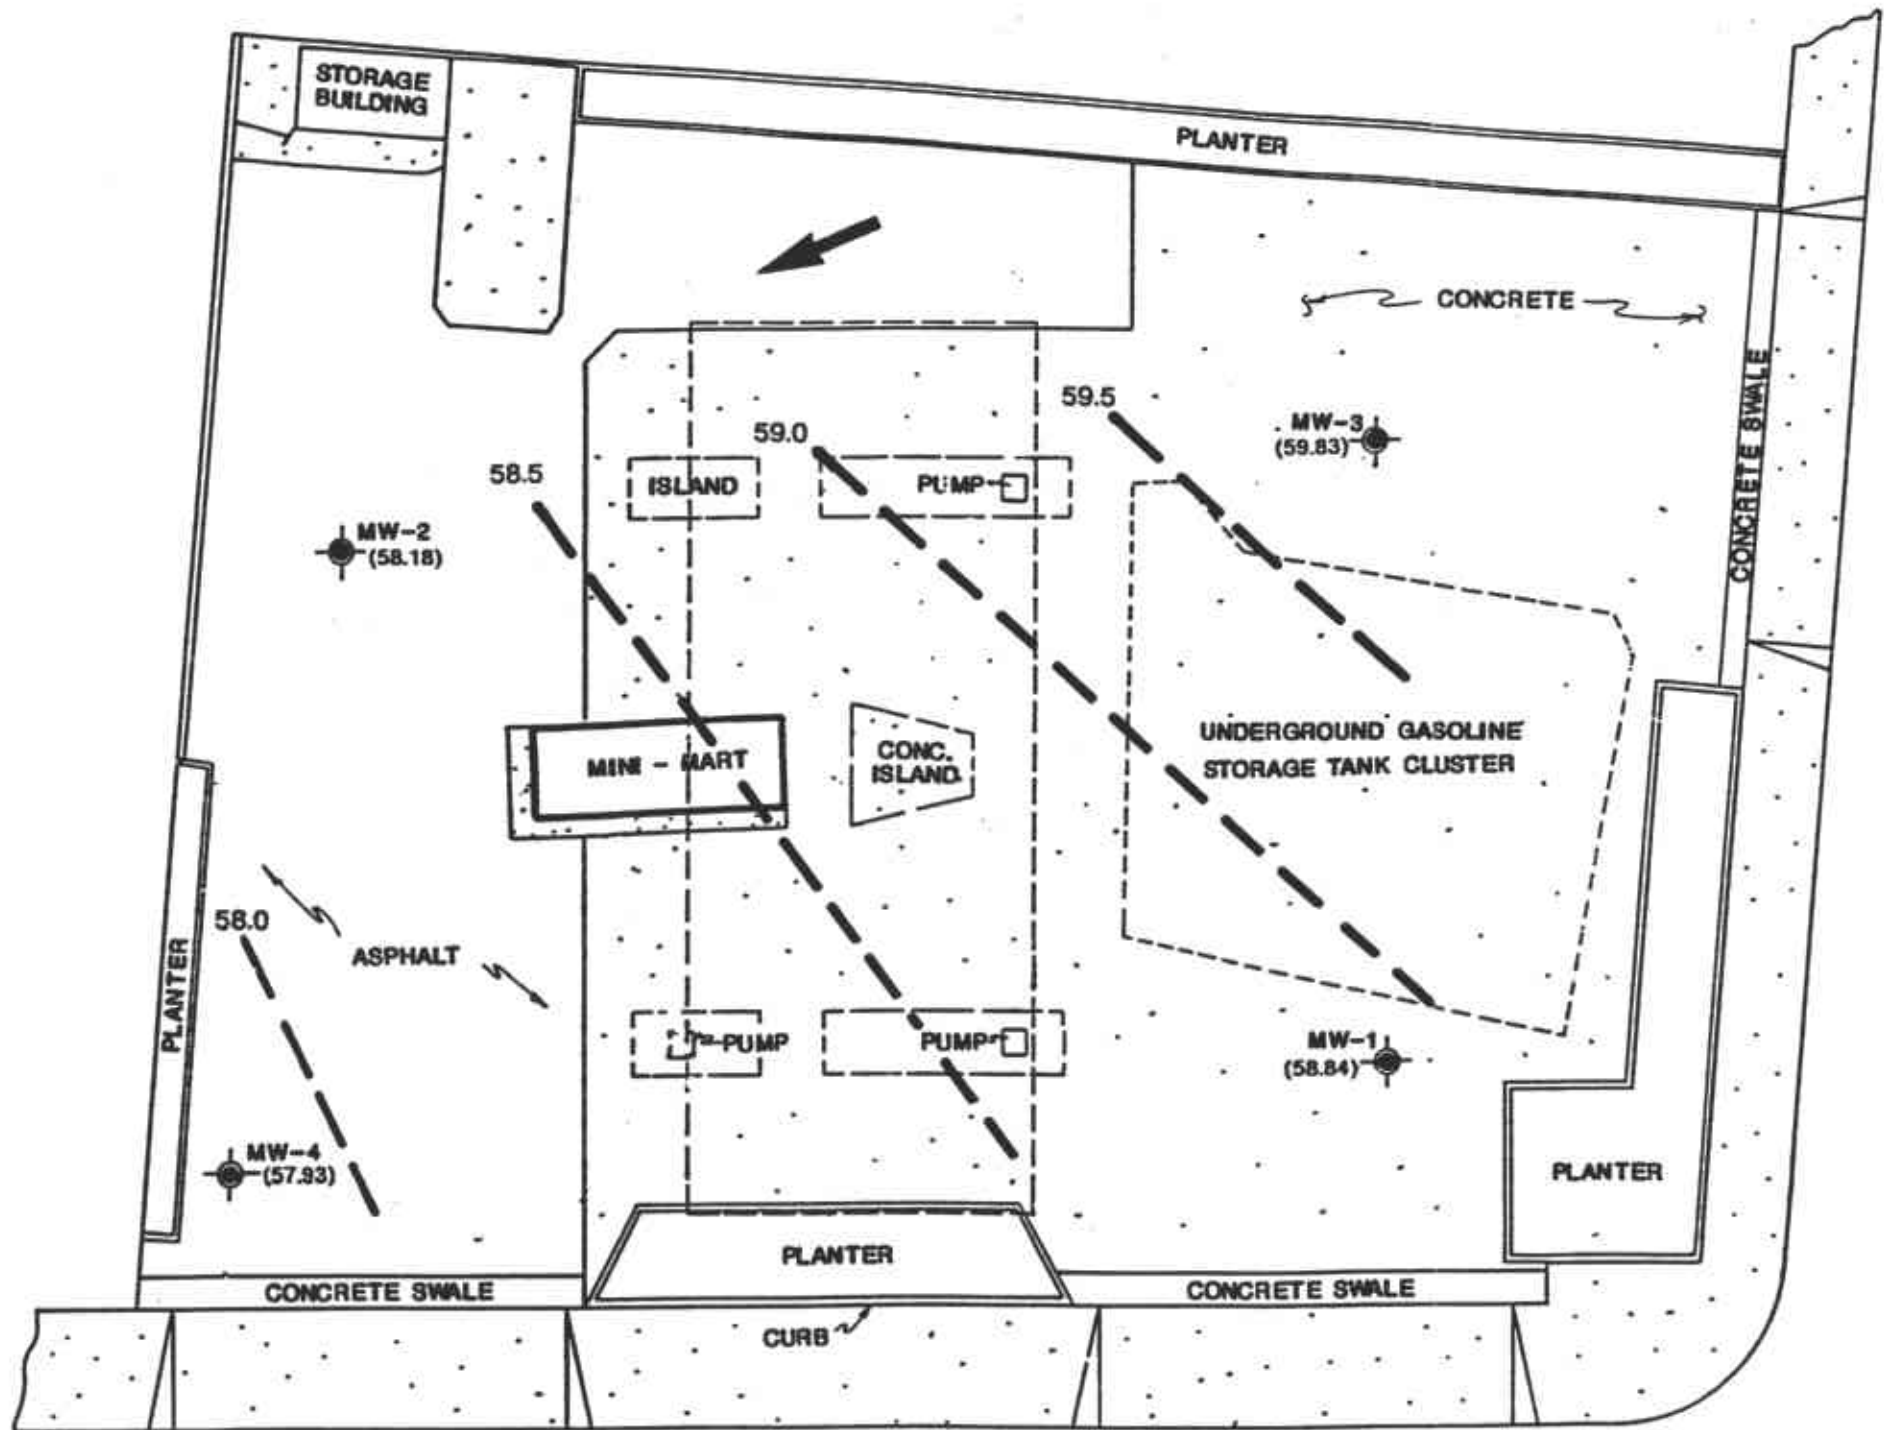 STORAGE
BUILDING
PLANTER
CONCRETE
CONCRETE SWALE
59.5
MW-3
(59.83)
59.0
58.5
ISLAND
PUMP
MW-2
(58.18)
UNDERGROUND GASOLINE
STORAGE TANK CLUSTER
MINI - MART
CONC.
ISLAND
58.0
ASPHALT
PLANTER
PUMP
PUMP
MW-1
(58.84)
MW-4
(57.93)
PLANTER
PLANTER
CONCRETE SWALE
CONCRETE SWALE
CURB